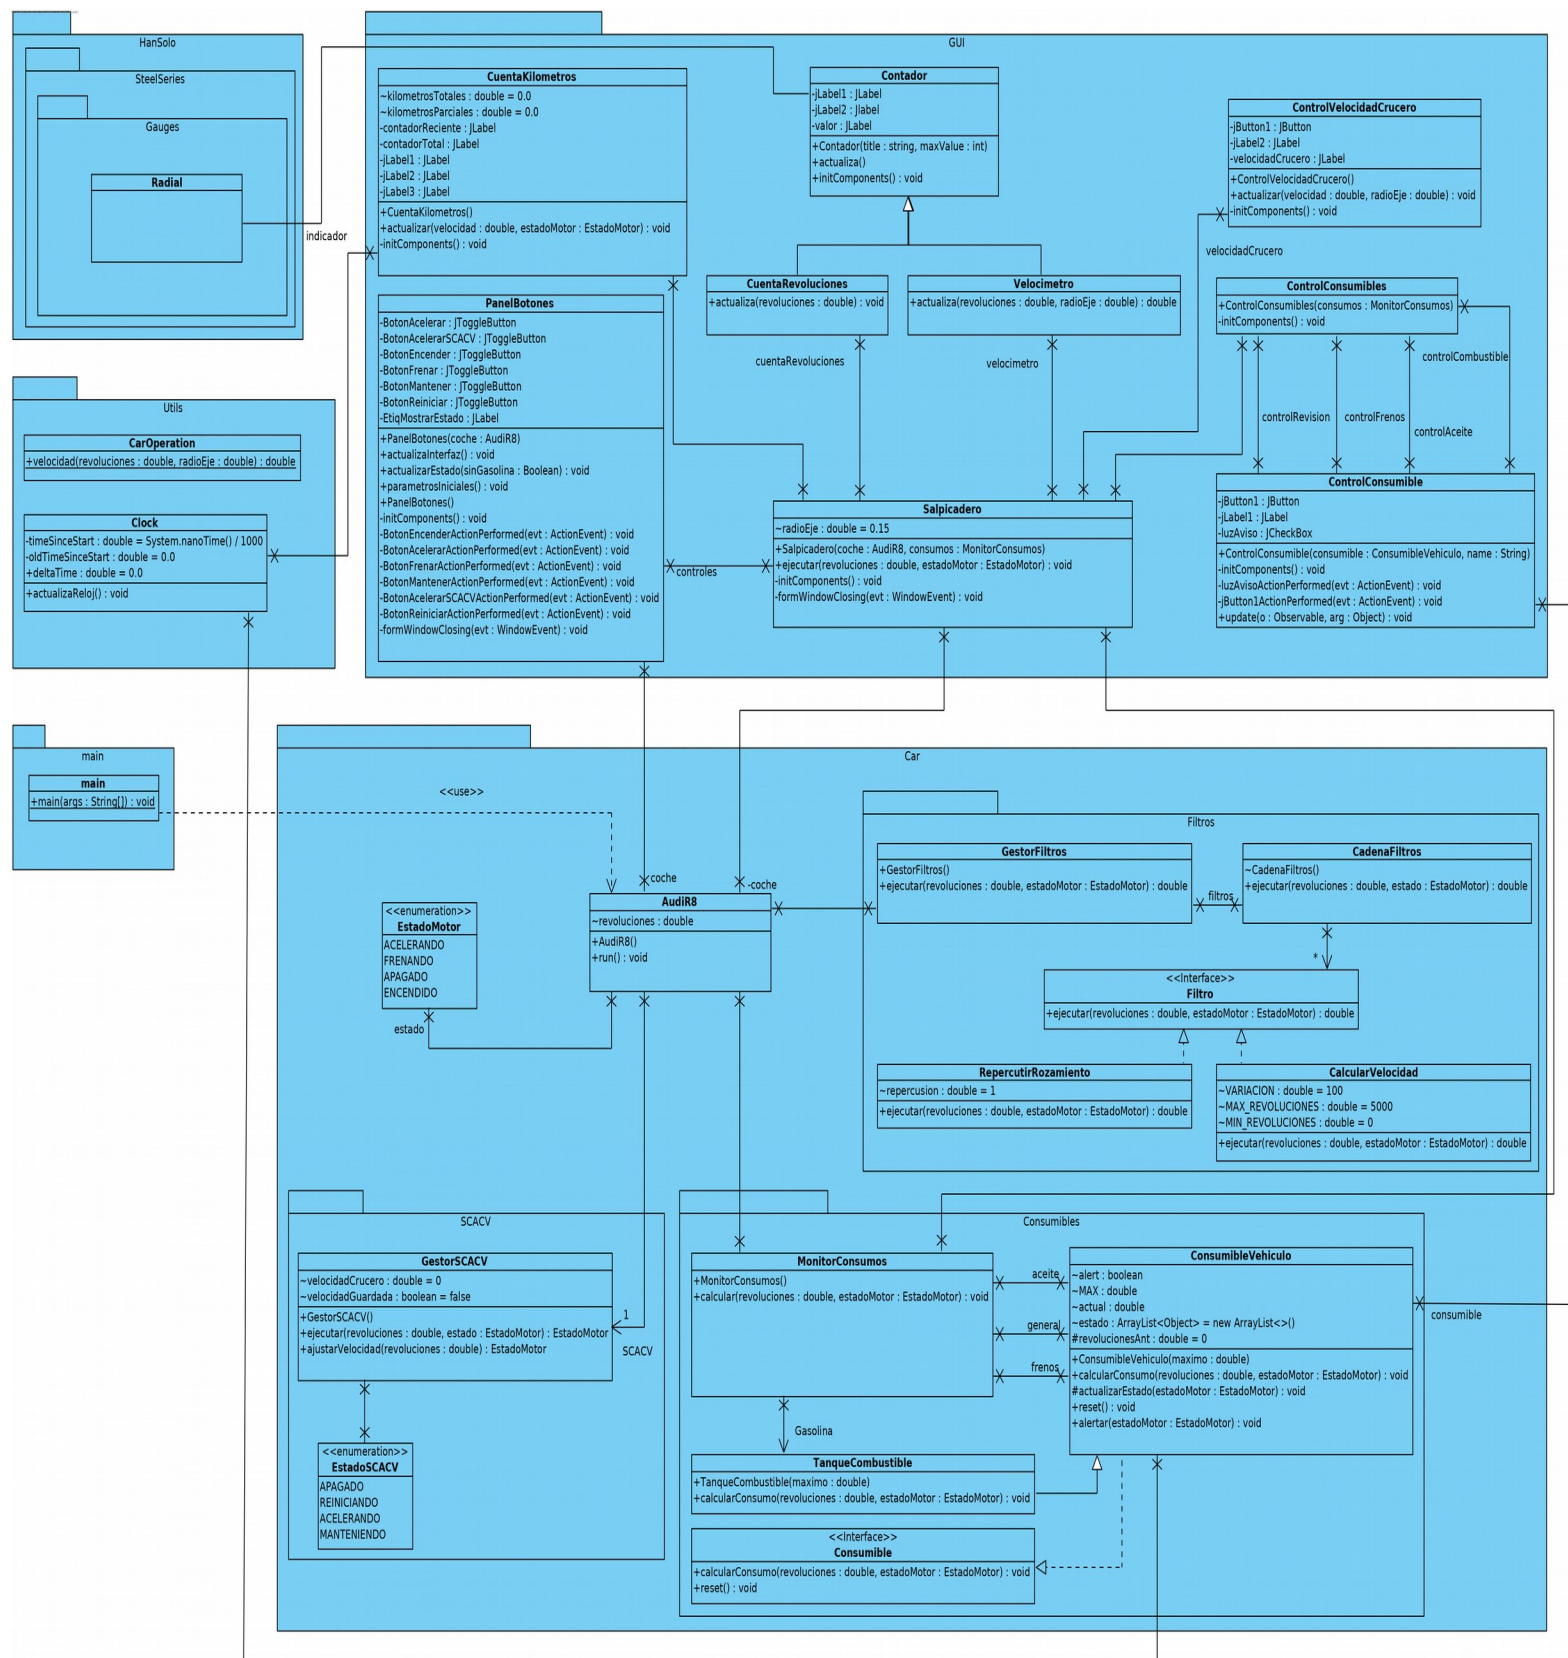 HanSolo
SteelSeries
Gauges
Radial
indicador
GUI
CuentaKilometros
~kilometrosTotales : double = 0.0
~kilometrosParciales : double = 0.0
-contadorReciente : JLabel
-contadorTotal : JLabel
-jLabel1 : JLabel
-jLabel2 : JLabel
-jLabel3 : JLabel
+CuentaKilometros()
+actualizar(velocidad : double, estadoMotor : EstadoMotor) : void
-initComponents() : void
Contador
-jLabel1 : JLabel
-jLabel2 : Jlabel
-valor : JLabel
+Contador(title : string, maxValue : int)
+actualiza()
+initComponents() : void
ControlVelocidadCrucero
-jButton1 : JButton
-jLabel2 : JLabel
-velocidadCrucero : JLabel
+ControlVelocidadCrucero()
+actualizar(velocidad : double, radioEje : double) : void
-initComponents() : void
velocidadCrucero
CuentaRevoluciones
+actualiza(revoluciones : double) : void
Velocimetro
+actualiza(revoluciones : double, radioEje : double) : double
ControlConsumibles
+ControlConsumibles(consumos : MonitorConsumos)
-initComponents() : void
cuentaRevoluciones
velocimetro
controlCombustible
controlRevision
controlFrenos
controlAceite
PanelBotones
-BotonAcelerar : JToggleButton
-BotonAcelerarSCACV : JToggleButton
-BotonEncender : JToggleButton
-BotonFrenar : JToggleButton
-BotonMantener : JToggleButton
-BotonReiniciar : JToggleButton
-EtiqMostrarEstado : JLabel
+PanelBotones(coche : AudiR8)
+actualizaInterfaz() : void
+actualizarEstado(sinGasolina : Boolean) : void
+parametrosIniciales() : void
+PanelBotones()
-initComponents() : void
-BotonEncenderActionPerformed(evt : ActionEvent) : void
-BotonAcelerarActionPerformed(evt : ActionEvent) : void
-BotonFrenarActionPerformed(evt : ActionEvent) : void
-BotonMantenerActionPerformed(evt : ActionEvent) : void
-BotonAcelerarSCACVActionPerformed(evt : ActionEvent) : void
-BotonReiniciarActionPerformed(evt : ActionEvent) : void
-formWindowClosing(evt : WindowEvent) : void
controles
Salpicadero
~radioEje : double = 0.15
+Salpicadero(coche : AudiR8, consumos : MonitorConsumos)
+ejecutar(revoluciones : double, estadoMotor : EstadoMotor) : void
-initComponents() : void
-formWindowClosing(evt : WindowEvent) : void
ControlConsumible
-jButton1 : JButton
-jLabel1 : JLabel
-luzAviso : JCheckBox
+ControlConsumible(consumible : ConsumibleVehiculo, name : String)
-initComponents() : void
-luzAvisoActionPerformed(evt : ActionEvent) : void
-jButton1ActionPerformed(evt : ActionEvent) : void
+update(o : Observable, arg : Object) : void
Utils
CarOperation
+velocidad(revoluciones : double, radioEje : double) : double
Clock
-timeSinceStart : double = System.nanoTime() / 1000
-oldTimeSinceStart : double = 0.0
+deltaTime : double = 0.0
+actualizaReloj() : void
main
main
+main(args : String[]) : void
Car
<<use>>
coche
-coche
AudiR8
~revoluciones : double
+AudiR8()
+run() : void
<<enumeration>>
EstadoMotor
ACELERANDO
FRENANDO
APAGADO
ENCENDIDO
estado
Filtros
GestorFiltros
+GestorFiltros()
+ejecutar(revoluciones : double, estadoMotor : EstadoMotor) : double
filtros
CadenaFiltros
~CadenaFiltros()
+ejecutar(revoluciones : double, estado : EstadoMotor) : double
*
<<Interface>>
Filtro
+ejecutar(revoluciones : double, estadoMotor : EstadoMotor) : double
RepercutirRozamiento
~repercusion : double = 1
+ejecutar(revoluciones : double, estadoMotor : EstadoMotor) : double
CalcularVelocidad
~VARIACION : double = 100
~MAX_REVOLUCIONES : double = 5000
~MIN_REVOLUCIONES : double = 0
+ejecutar(revoluciones : double, estadoMotor : EstadoMotor) : double
SCACV
GestorSCACV
~velocidadCrucero : double = 0
~velocidadGuardada : boolean = false
+GestorSCACV()
+ejecutar(revoluciones : double, estado : EstadoMotor) : EstadoMotor
+ajustarVelocidad(revoluciones : double) : EstadoMotor
1
SCACV
<<enumeration>>
EstadoSCACV
APAGADO
REINICIANDO
ACELERANDO
MANTENIENDO
Consumibles
MonitorConsumos
+MonitorConsumos()
+calcular(revoluciones : double, estadoMotor : EstadoMotor) : void
aceite
general
frenos
Gasolina
ConsumibleVehiculo
~alert : boolean
~MAX : double
~actual : double
~estado : ArrayList<Object> = new ArrayList<>()
#revolucionesAnt : double = 0
+ConsumibleVehiculo(maximo : double)
+calcularConsumo(revoluciones : double, estadoMotor : EstadoMotor) : void
#actualizarEstado(estadoMotor : EstadoMotor) : void
+reset() : void
+alertar(estadoMotor : EstadoMotor) : void
consumible
TanqueCombustible
+TanqueCombustible(maximo : double)
+calcularConsumo(revoluciones : double, estadoMotor : EstadoMotor) : void
<<Interface>>
Consumible
+calcularConsumo(revoluciones : double, estadoMotor : EstadoMotor) : void
+reset() : void